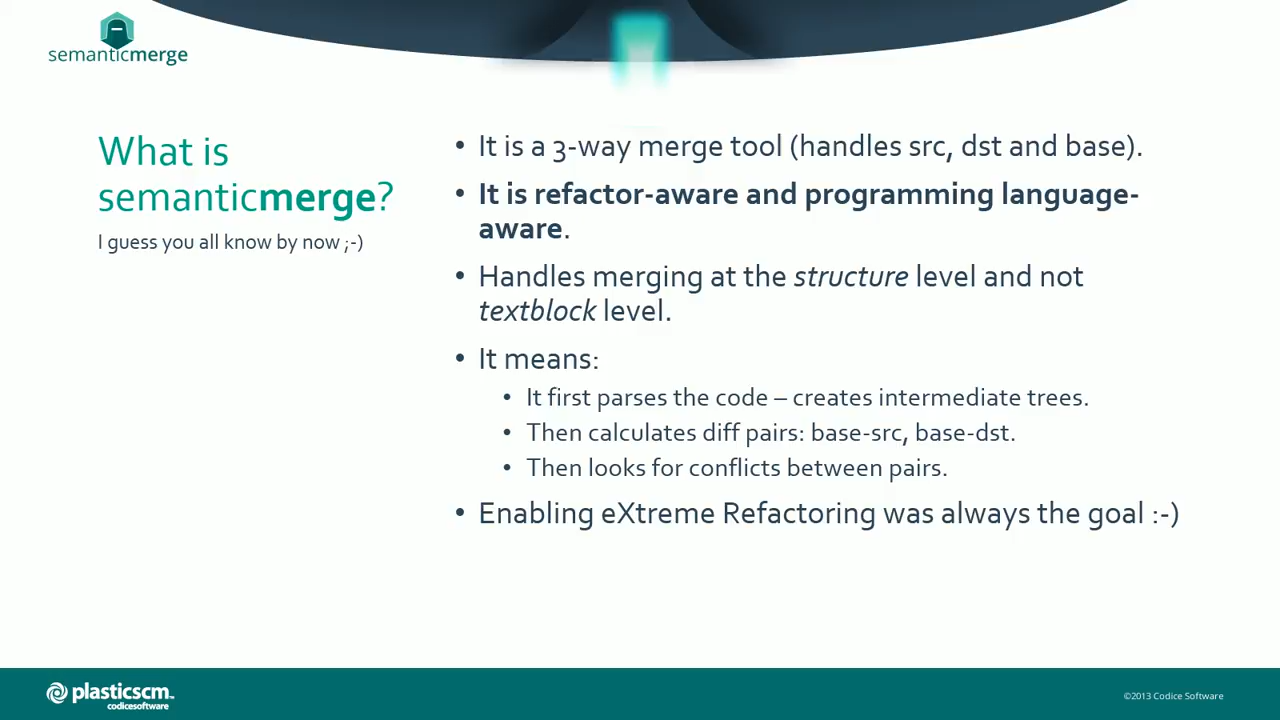 semanticmerge
What is
semanticmerge?
I guess you all know by now ;-)
• It is a 3-way merge tool (handles src, dst and base).
• It is refactor-aware and programming language-
aware.
• Handles merging at the structure level and not
textblock level.
• It means:
• It first parses the code – creates intermediate trees.
• Then calculates diff pairs: base-src, base-dst.
• Then looks for conflicts between pairs.
• Enabling eXtreme Refactoring was always the goal :-)
plasticscm™
codicesoftware
©2013 Codice Software